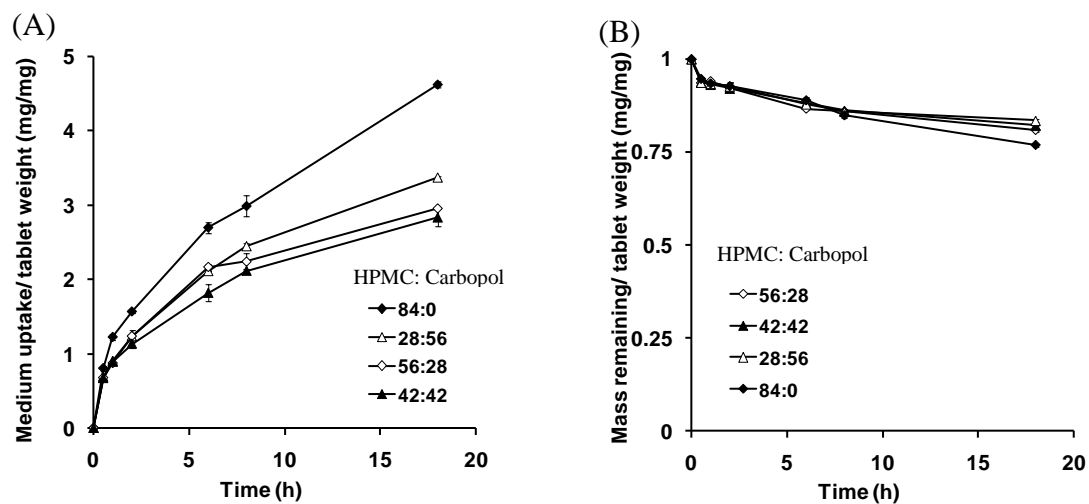 (A)
Medium uptake/ tablet weight (mg/mg)
5
4
3
2
1
0
HPMC: Carbopol
84:0
28:56
56:28
42:42
0 5 10 15 20
Time (h)
(B)
Mass remaining/ tablet weight (mg/mg)
1
0.75
0.5
0.25
0
HPMC: Carbopol
56:28
42:42
28:56
84:0
0 5 10 15 20
Time (h)